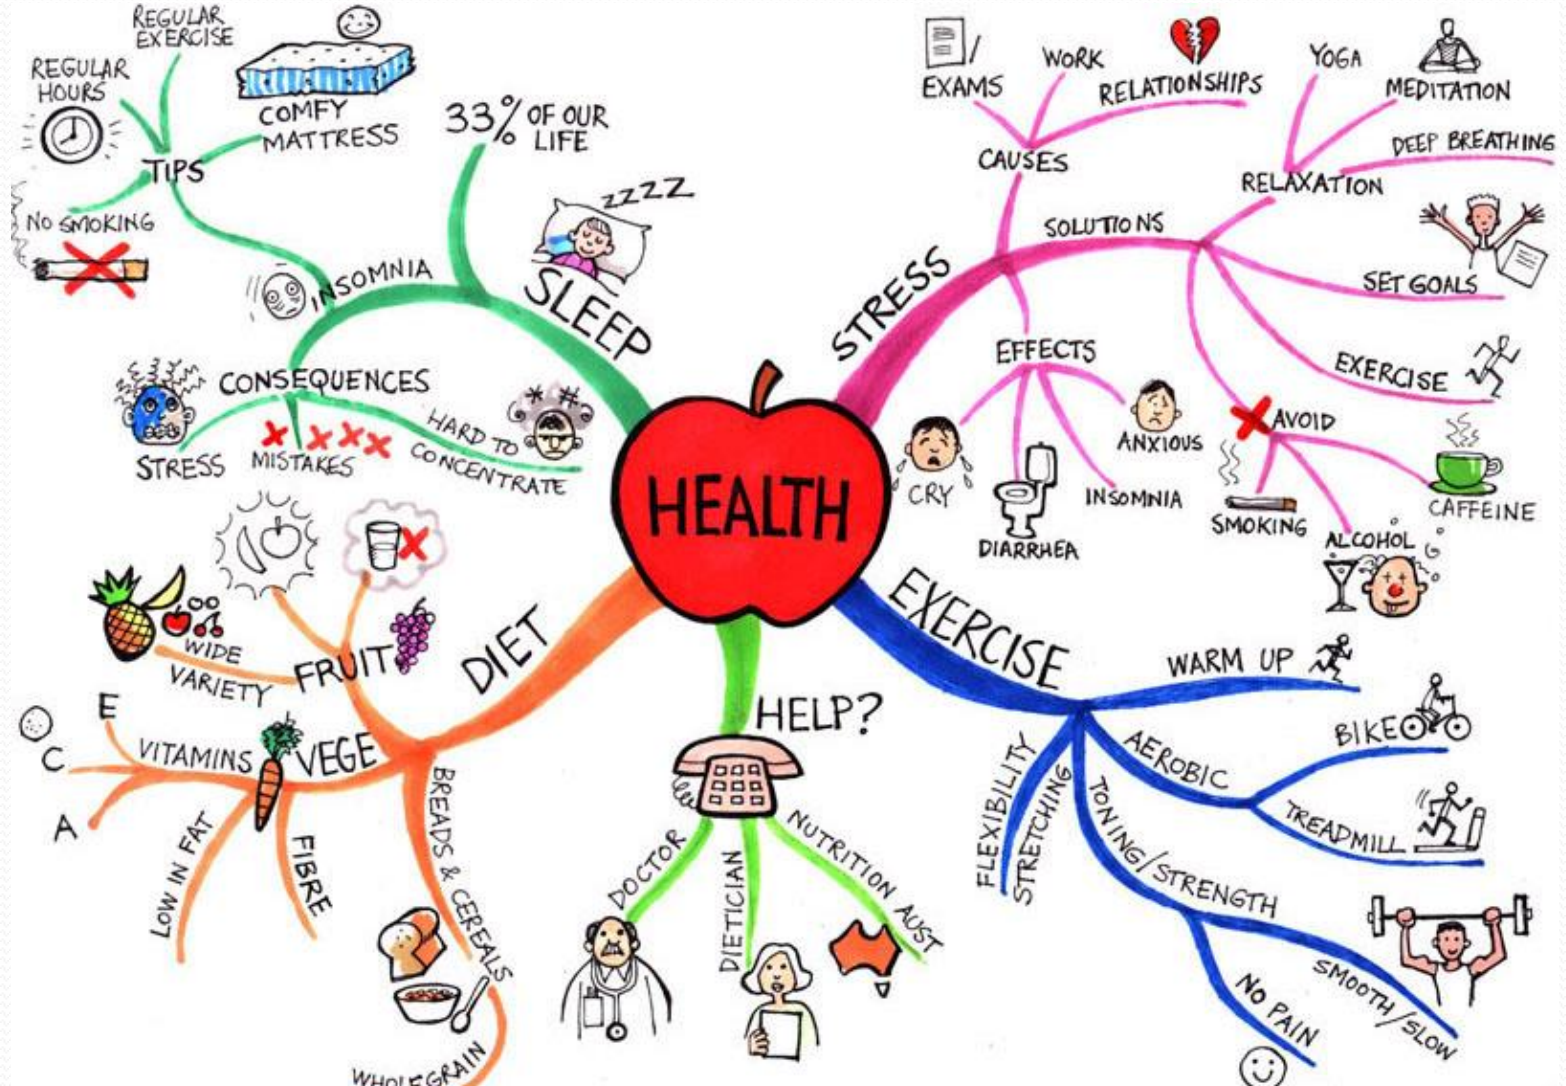 HEALTH
SLEEP
33% OF OUR
LIFE
ZZZZ
INSOMNIA
TIPS
REGULAR
HOURS
REGULAR
EXERCISE
COMFY
MATTRESS
NO SMOKING
CONSEQUENCES
STRESS
MISTAKES
HARD TO
CONCENTRATE
STRESS
CAUSES
EXAMS
WORK
RELATIONSHIPS
SOLUTIONS
RELAXATION
YOGA
MEDITATION
DEEP BREATHING
SET GOALS
EXERCISE
AVOID
SMOKING
ALCOHOL
CAFFEINE
EFFECTS
CRY
DIARRHEA
INSOMNIA
ANXIOUS
EXERCISE
WARM UP
AEROBIC
BIKE
TREADMILL
TONING/STRENGTH
SMOOTH/SLOW
NO PAIN
FLEXIBILITY
STRETCHING
HELP?
DOCTOR
DIETICIAN
NUTRITION AUST
DIET
FRUIT
WIDE
VARIETY
VEGE
VITAMINS
E
C
A
LOW IN FAT
FIBRE
BREADS & CEREALS
WHOLEGRAIN